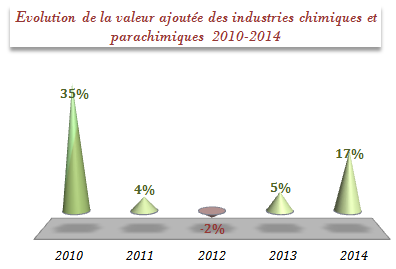 Evolution de la valeur ajoutée des industries chimiques et
parachimiques 2010-2014
35%
4%
-2%
5%
17%
2010 2011 2012 2013 2014